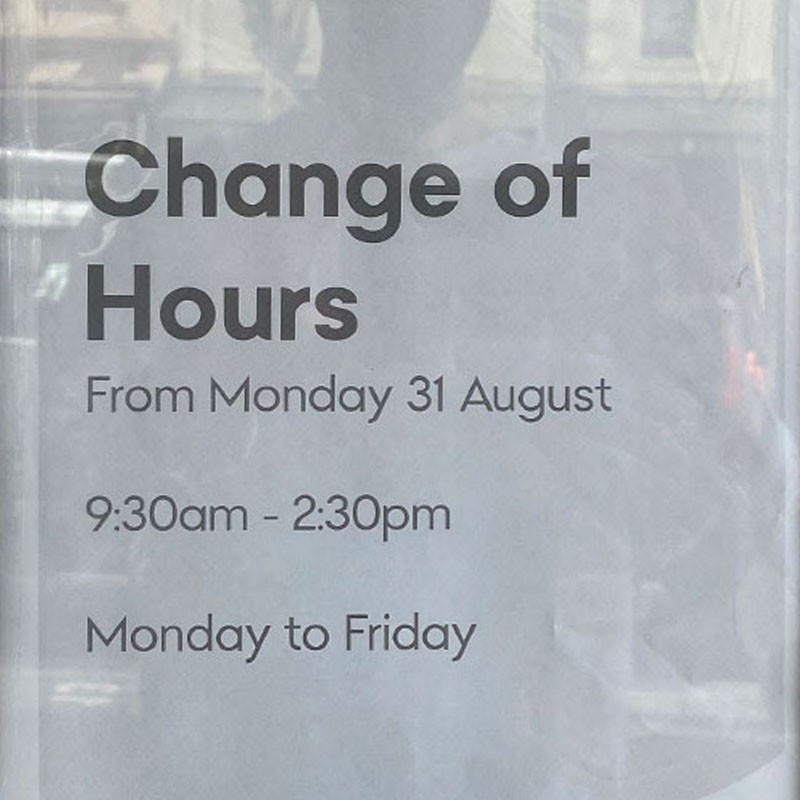 Change of
Hours
From Monday 31 August
9:30am - 2:30pm
Monday to Friday